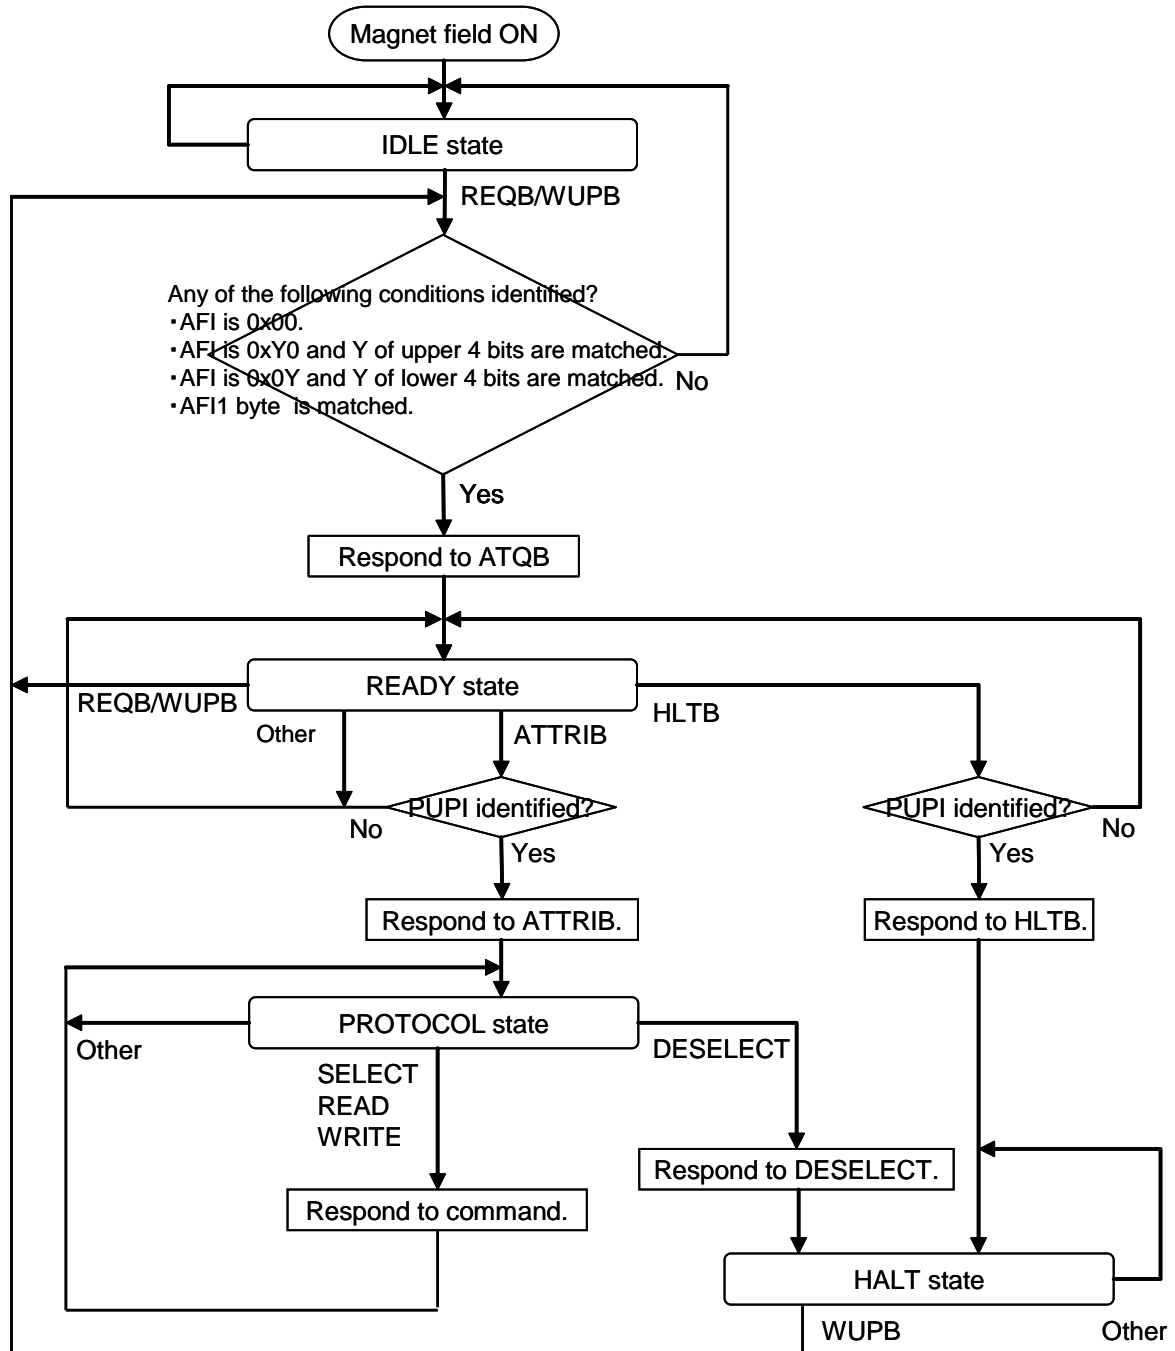 Magnet field ON
IDLE state
REQB/WUPB
Any of the following conditions identified?
・AFI is 0x00.
・AFI is 0xY0 and Y of upper 4 bits are matched.
・AFI is 0x0Y and Y of lower 4 bits are matched.
No
・AFI1 byte is matched.
Yes
Respond to ATQB
READY state
REQB/WUPB
Other
ATTRIB
HLTB
PUPI identified?
No
Yes
PUPI identified?
No
Yes
Respond to ATTRIB.
Respond to HLTB.
PROTOCOL state
Other
DESELECT
SELECT
READ
WRITE
Respond to DESELECT.
Respond to command.
HALT state
WUPB
Other